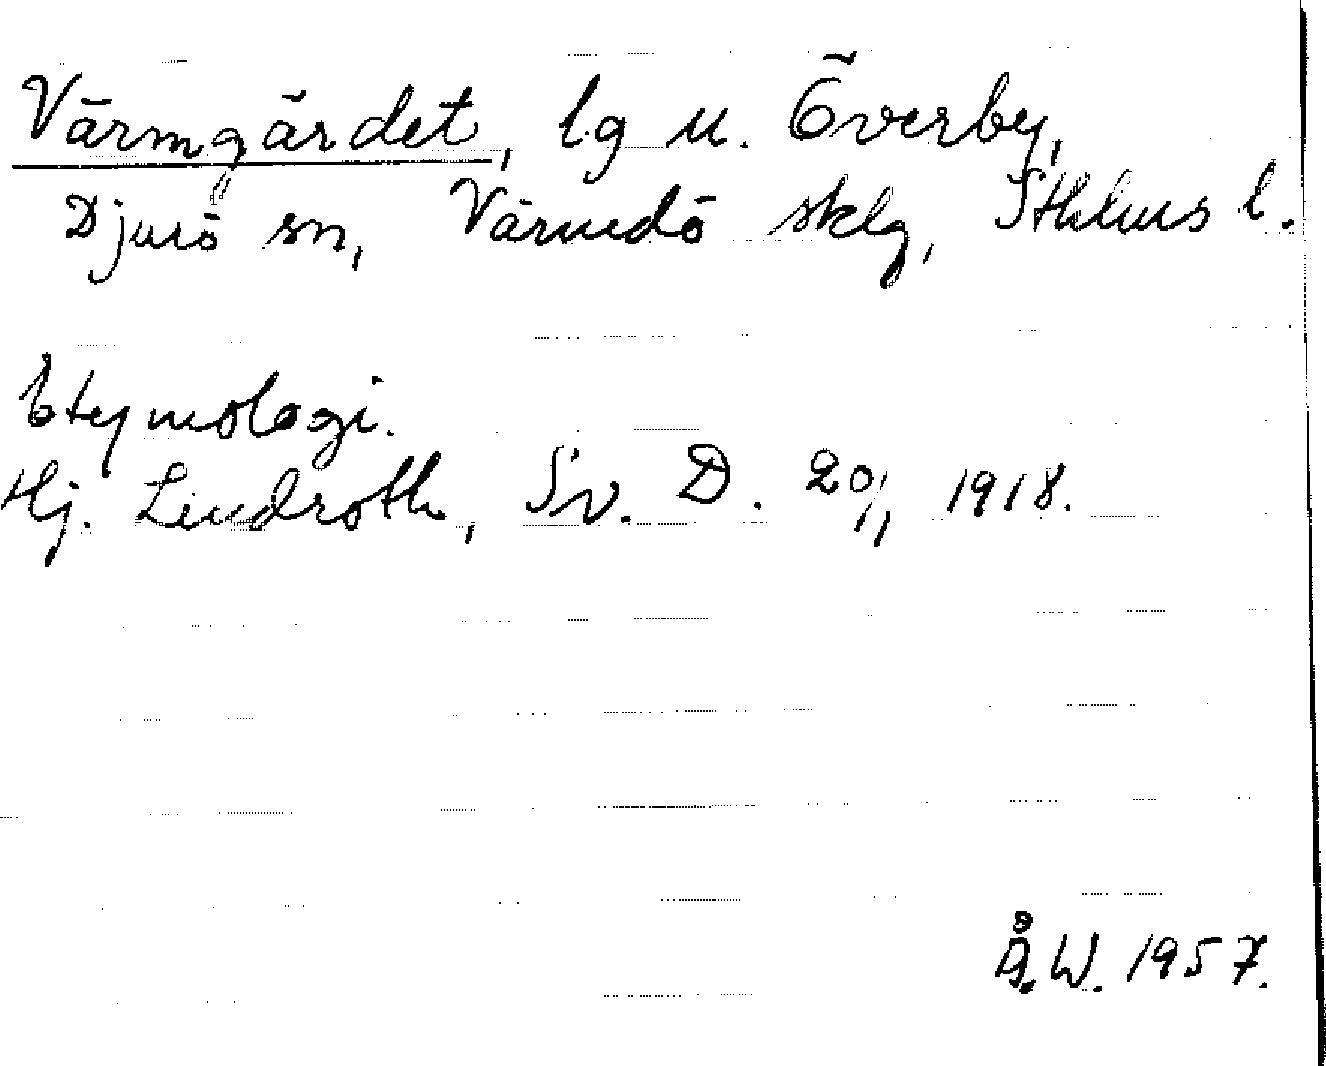 Värmgärdet, lg u. Överby,
Djurö sn, Värmdö sklg, Sthlms l.
Etymologi.
Hj. Lindroth, Sv. D. 20/1 1918.
Å.W. 1957.